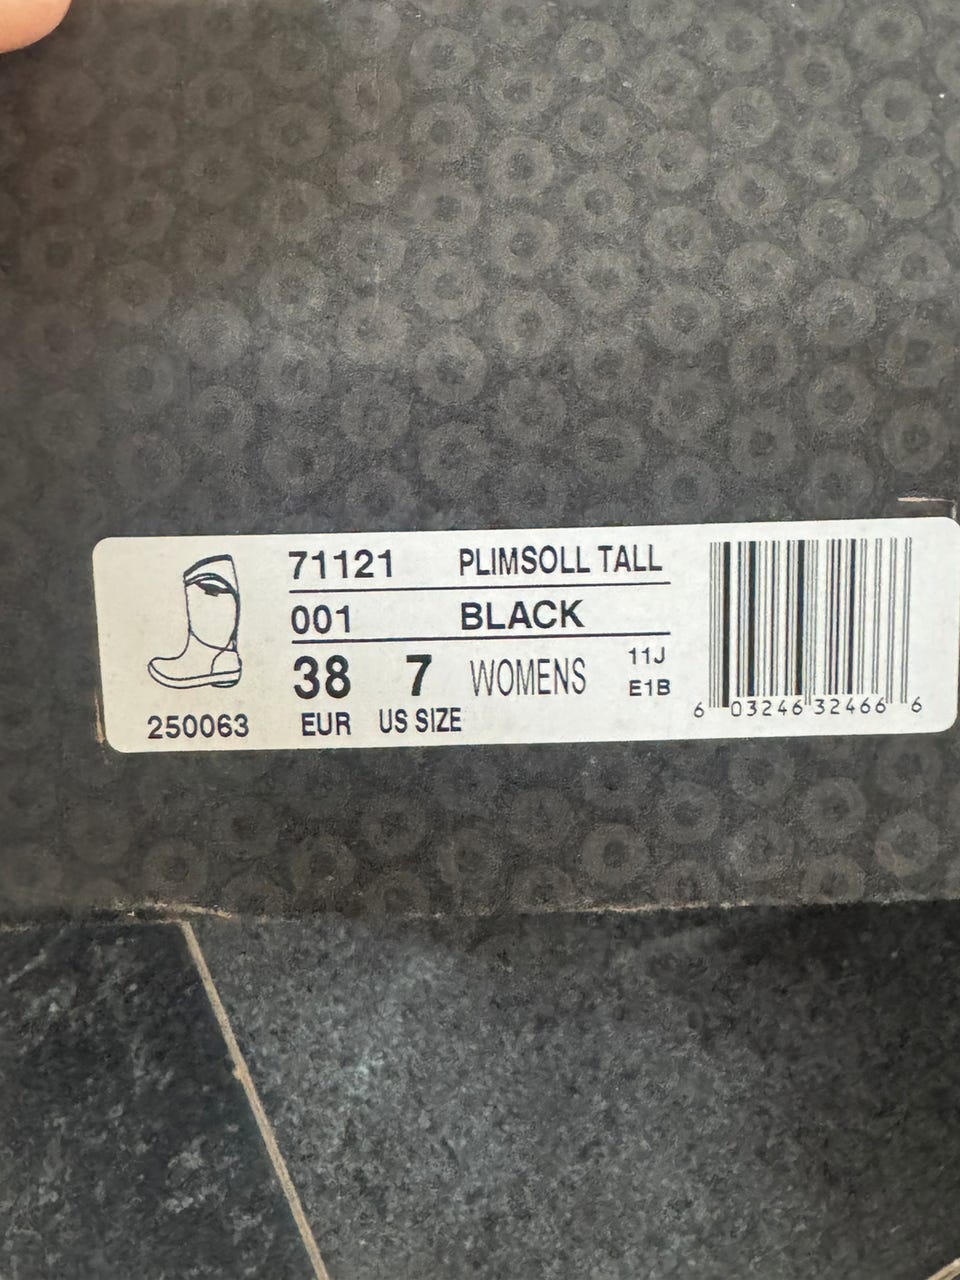 71121 PLIMSOLL TALL
001 BLACK
38 7 WOMENS 11J
E1B
250063 EUR US SIZE
6 03246 32466 6